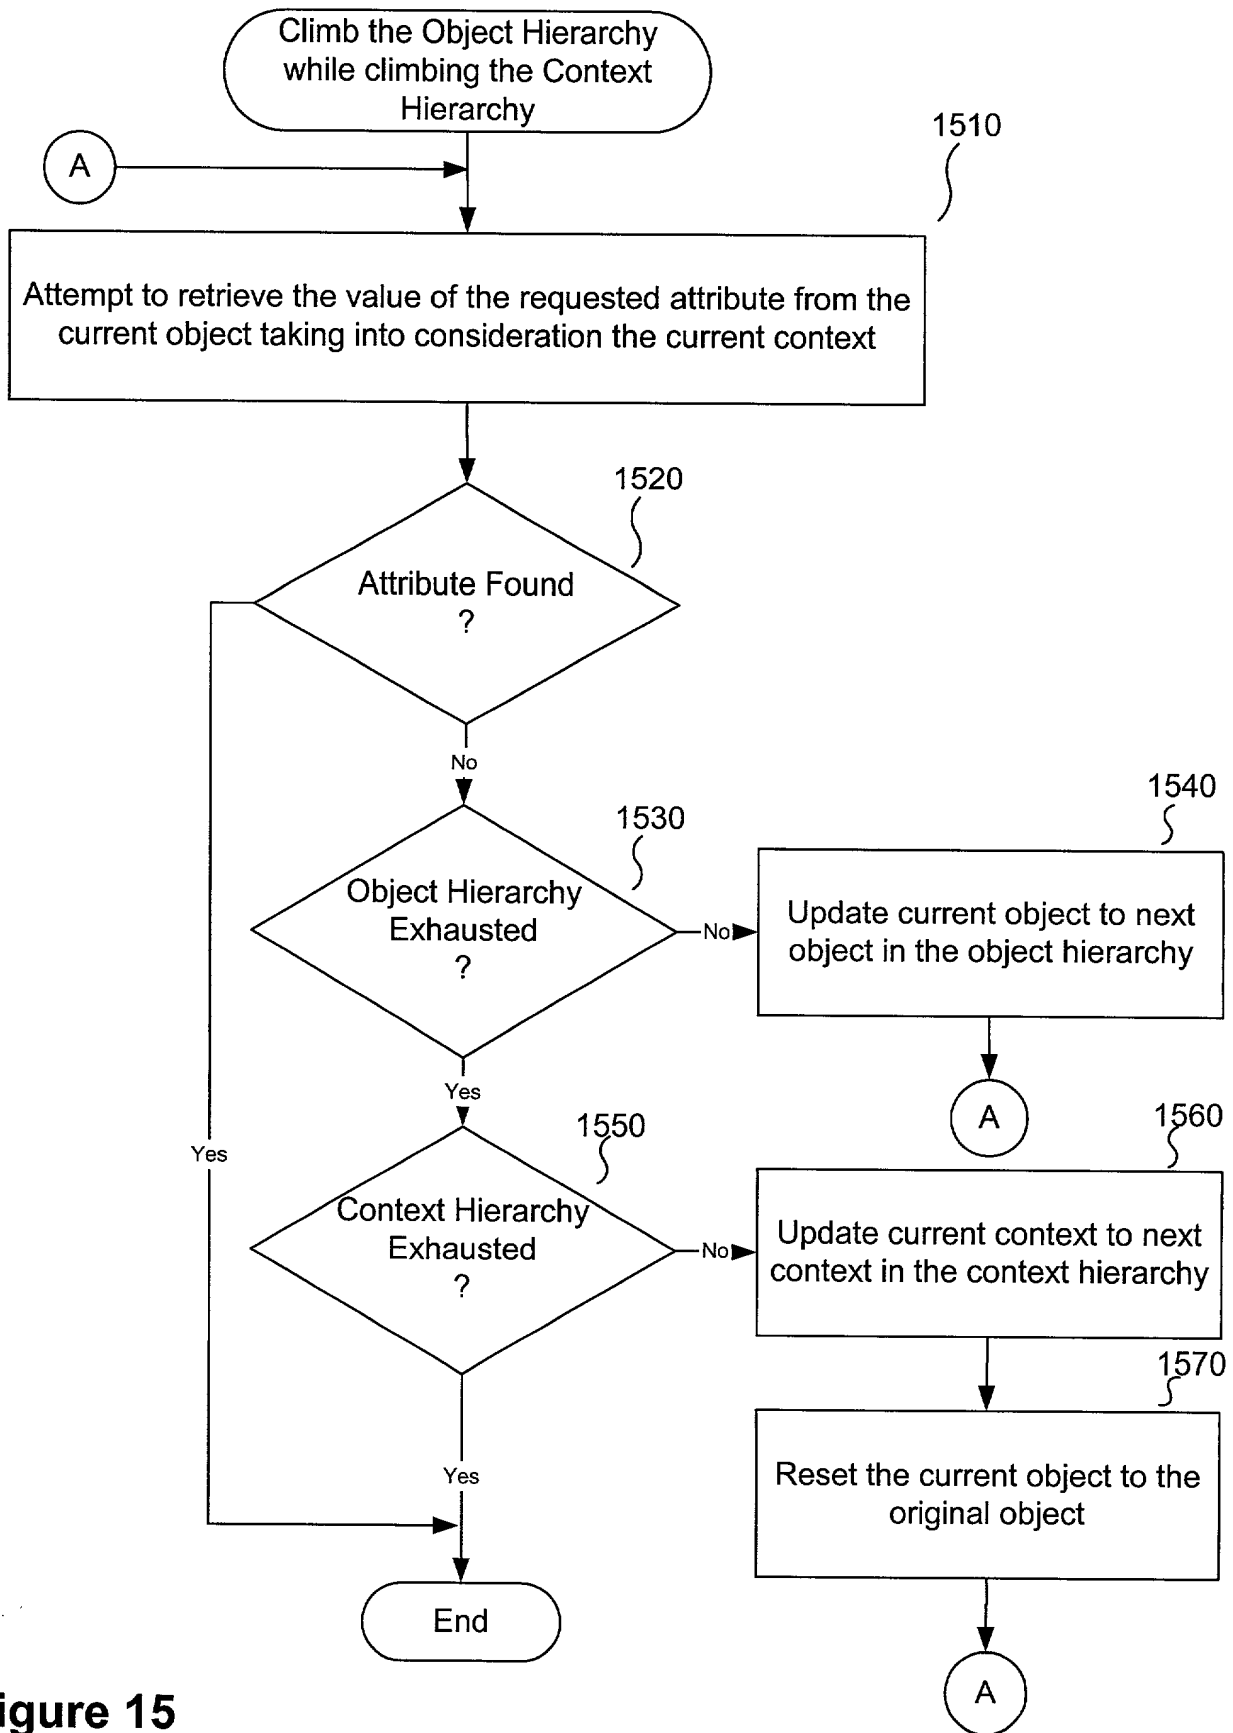 Climb the Object Hierarchy
while climbing the Context
Hierarchy
A
1510
Attempt to retrieve the value of the requested attribute from the
current object taking into consideration the current context
1520
Attribute Found
?
No
1530
Object Hierarchy
Exhausted
?
No
1540
Update current object to next
object in the object hierarchy
A
Yes
Yes
1550
Context Hierarchy
Exhausted
?
No
1560
Update current context to next
context in the context hierarchy
1570
Reset the current object to the
original object
A
Yes
End
igure 15